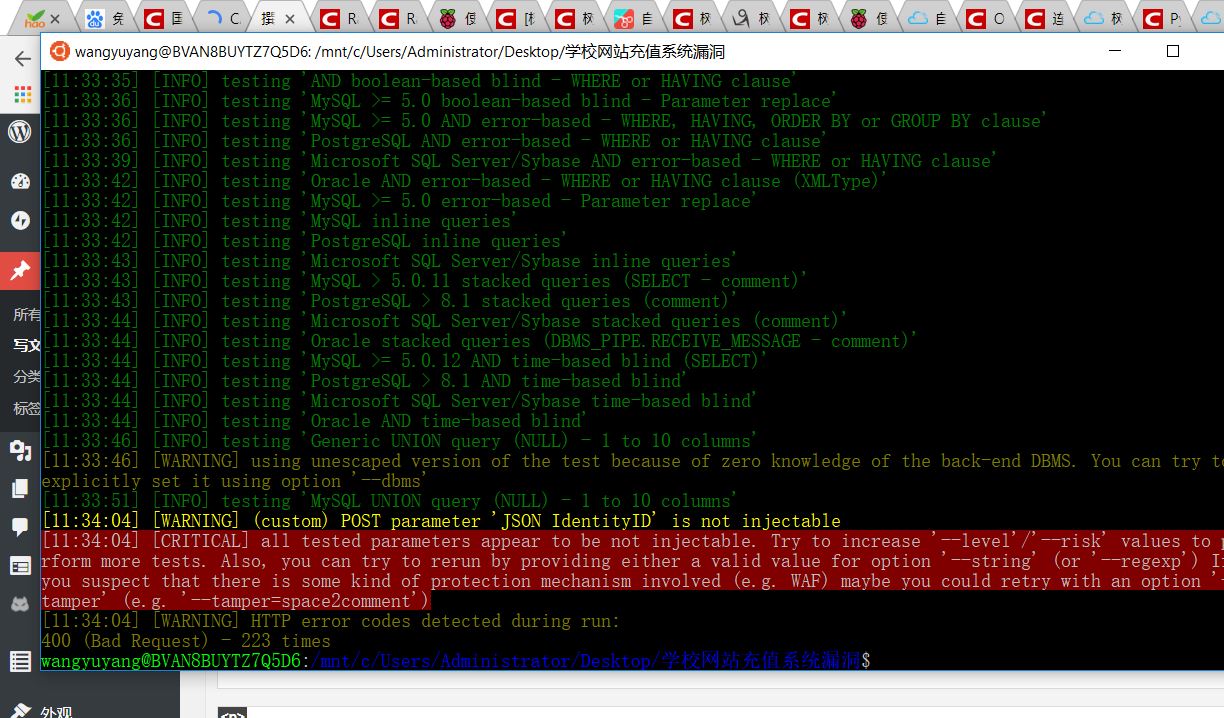 hao
C
兖
C
国
C
撰
C
R
C
R
使
C
C
权
自
C
权
权
C
权
使
自
C
O
C
连
权
C
wangyuyang@BVAN8BUYTZ7Q5D6: /mnt/c/Users/Administrator/Desktop/学校网站充值系统漏洞
[11:33:35] [INFO] testing 'AND boolean-based blind - WHERE or HAVING clause'
[11:33:36] [INFO] testing 'MySQL >= 5.0 boolean-based blind - Parameter replace'
[11:33:36] [INFO] testing 'MySQL >= 5.0 AND error-based - WHERE, HAVING, ORDER BY or GROUP BY clause'
[11:33:36] [INFO] testing 'PostgreSQL AND error-based - WHERE or HAVING clause'
[11:33:39] [INFO] testing 'Microsoft SQL Server/Sybase AND error-based - WHERE or HAVING clause'
[11:33:42] [INFO] testing 'Oracle AND error-based - WHERE or HAVING clause (XMLType)'
[11:33:42] [INFO] testing 'MySQL >= 5.0 error-based - Parameter replace'
[11:33:42] [INFO] testing 'MySQL inline queries'
[11:33:42] [INFO] testing 'PostgreSQL inline queries'
[11:33:43] [INFO] testing 'Microsoft SQL Server/Sybase inline queries'
[11:33:43] [INFO] testing 'MySQL > 5.0.11 stacked queries (SELECT - comment)'
[11:33:43] [INFO] testing 'PostgreSQL > 8.1 stacked queries (comment)'
[11:33:44] [INFO] testing 'Microsoft SQL Server/Sybase stacked queries (comment)'
[11:33:44] [INFO] testing 'Oracle stacked queries (DBMS_PIPE.RECEIVE_MESSAGE - comment)'
[11:33:44] [INFO] testing 'MySQL >= 5.0.12 AND time-based blind (SELECT)'
[11:33:44] [INFO] testing 'PostgreSQL > 8.1 AND time-based blind'
[11:33:44] [INFO] testing 'Microsoft SQL Server/Sybase time-based blind'
[11:33:44] [INFO] testing 'Oracle AND time-based blind'
[11:33:46] [INFO] testing 'Generic UNION query (NULL) - 1 to 10 columns'
[11:33:46] [WARNING] using unescaped version of the test because of zero knowledge of the back-end DBMS. You can try to
explicitly set it using option '--dbms'
[11:33:51] [INFO] testing 'MySQL UNION query (NULL) - 1 to 10 columns'
[11:34:04] [WARNING] (custom) POST parameter 'JSON IdentityID' is not injectable
[11:34:04] [CRITICAL] all tested parameters appear to be not injectable. Try to increase '--level'/'--risk' values to p
rform more tests. Also, you can try to rerun by providing either a valid value for option '--string' (or '--regexp') If
you suspect that there is some kind of protection mechanism involved (e.g. WAF) maybe you could retry with an option '-
tamper' (e.g. '--tamper=space2comment')
[11:34:04] [WARNING] HTTP error codes detected during run:
400 (Bad Request) - 223 times
wangyuyang@BVAN8BUYTZ7Q5D6:/mnt/c/Users/Administrator/Desktop/学校网站充值系统漏洞$
所有
写文
分类
标签
外观